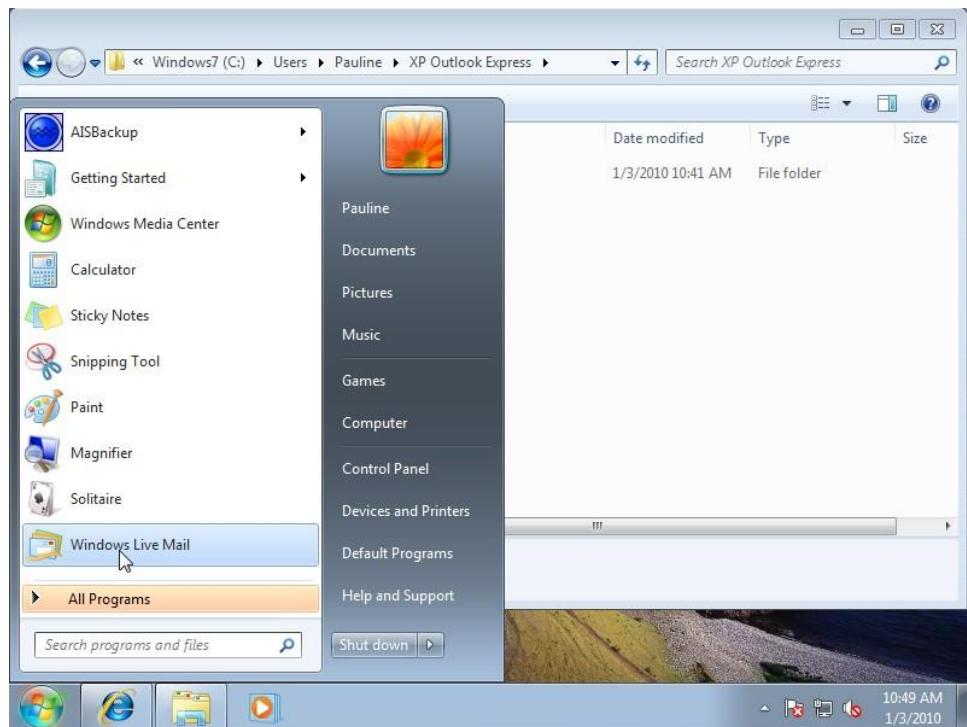 « Windows7 (C:) ▸ Users ▸ Pauline ▸ XP Outlook Express ▸
Search XP Outlook Express
Date modified Type Size
1/3/2010 10:41 AM File folder
AISBackup
Getting Started
Windows Media Center
Calculator
Sticky Notes
Snipping Tool
Paint
Magnifier
Solitaire
Windows Live Mail
All Programs
Search programs and files
Pauline
Documents
Pictures
Music
Games
Computer
Control Panel
Devices and Printers
Default Programs
Help and Support
Shut down
10:49 AM
1/3/2010